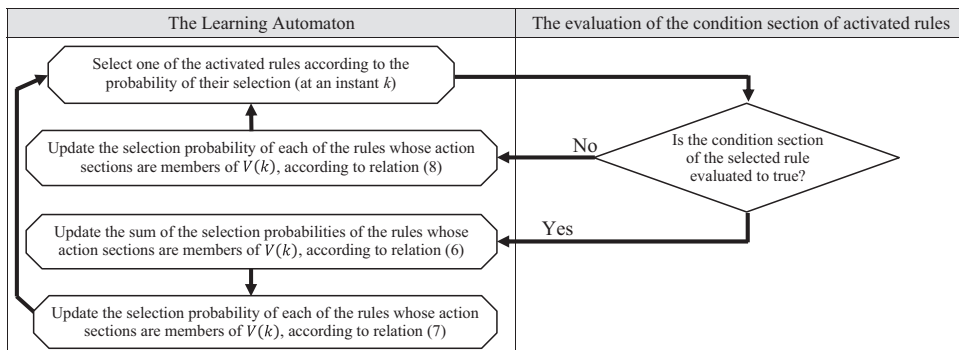 The Learning Automaton
The evaluation of the condition section of activated rules
Select one of the activated rules according to the
probability of their selection (at an instant k)
Update the selection probability of each of the rules whose action
sections are members of V(k), according to relation (8)
No
Is the condition section
of the selected rule
evaluated to true?
Update the sum of the selection probabilities of the rules whose
action sections are members of V(k), according to relation (6)
Yes
Update the selection probability of each of the rules whose action
sections are members of V(k), according to relation (7)